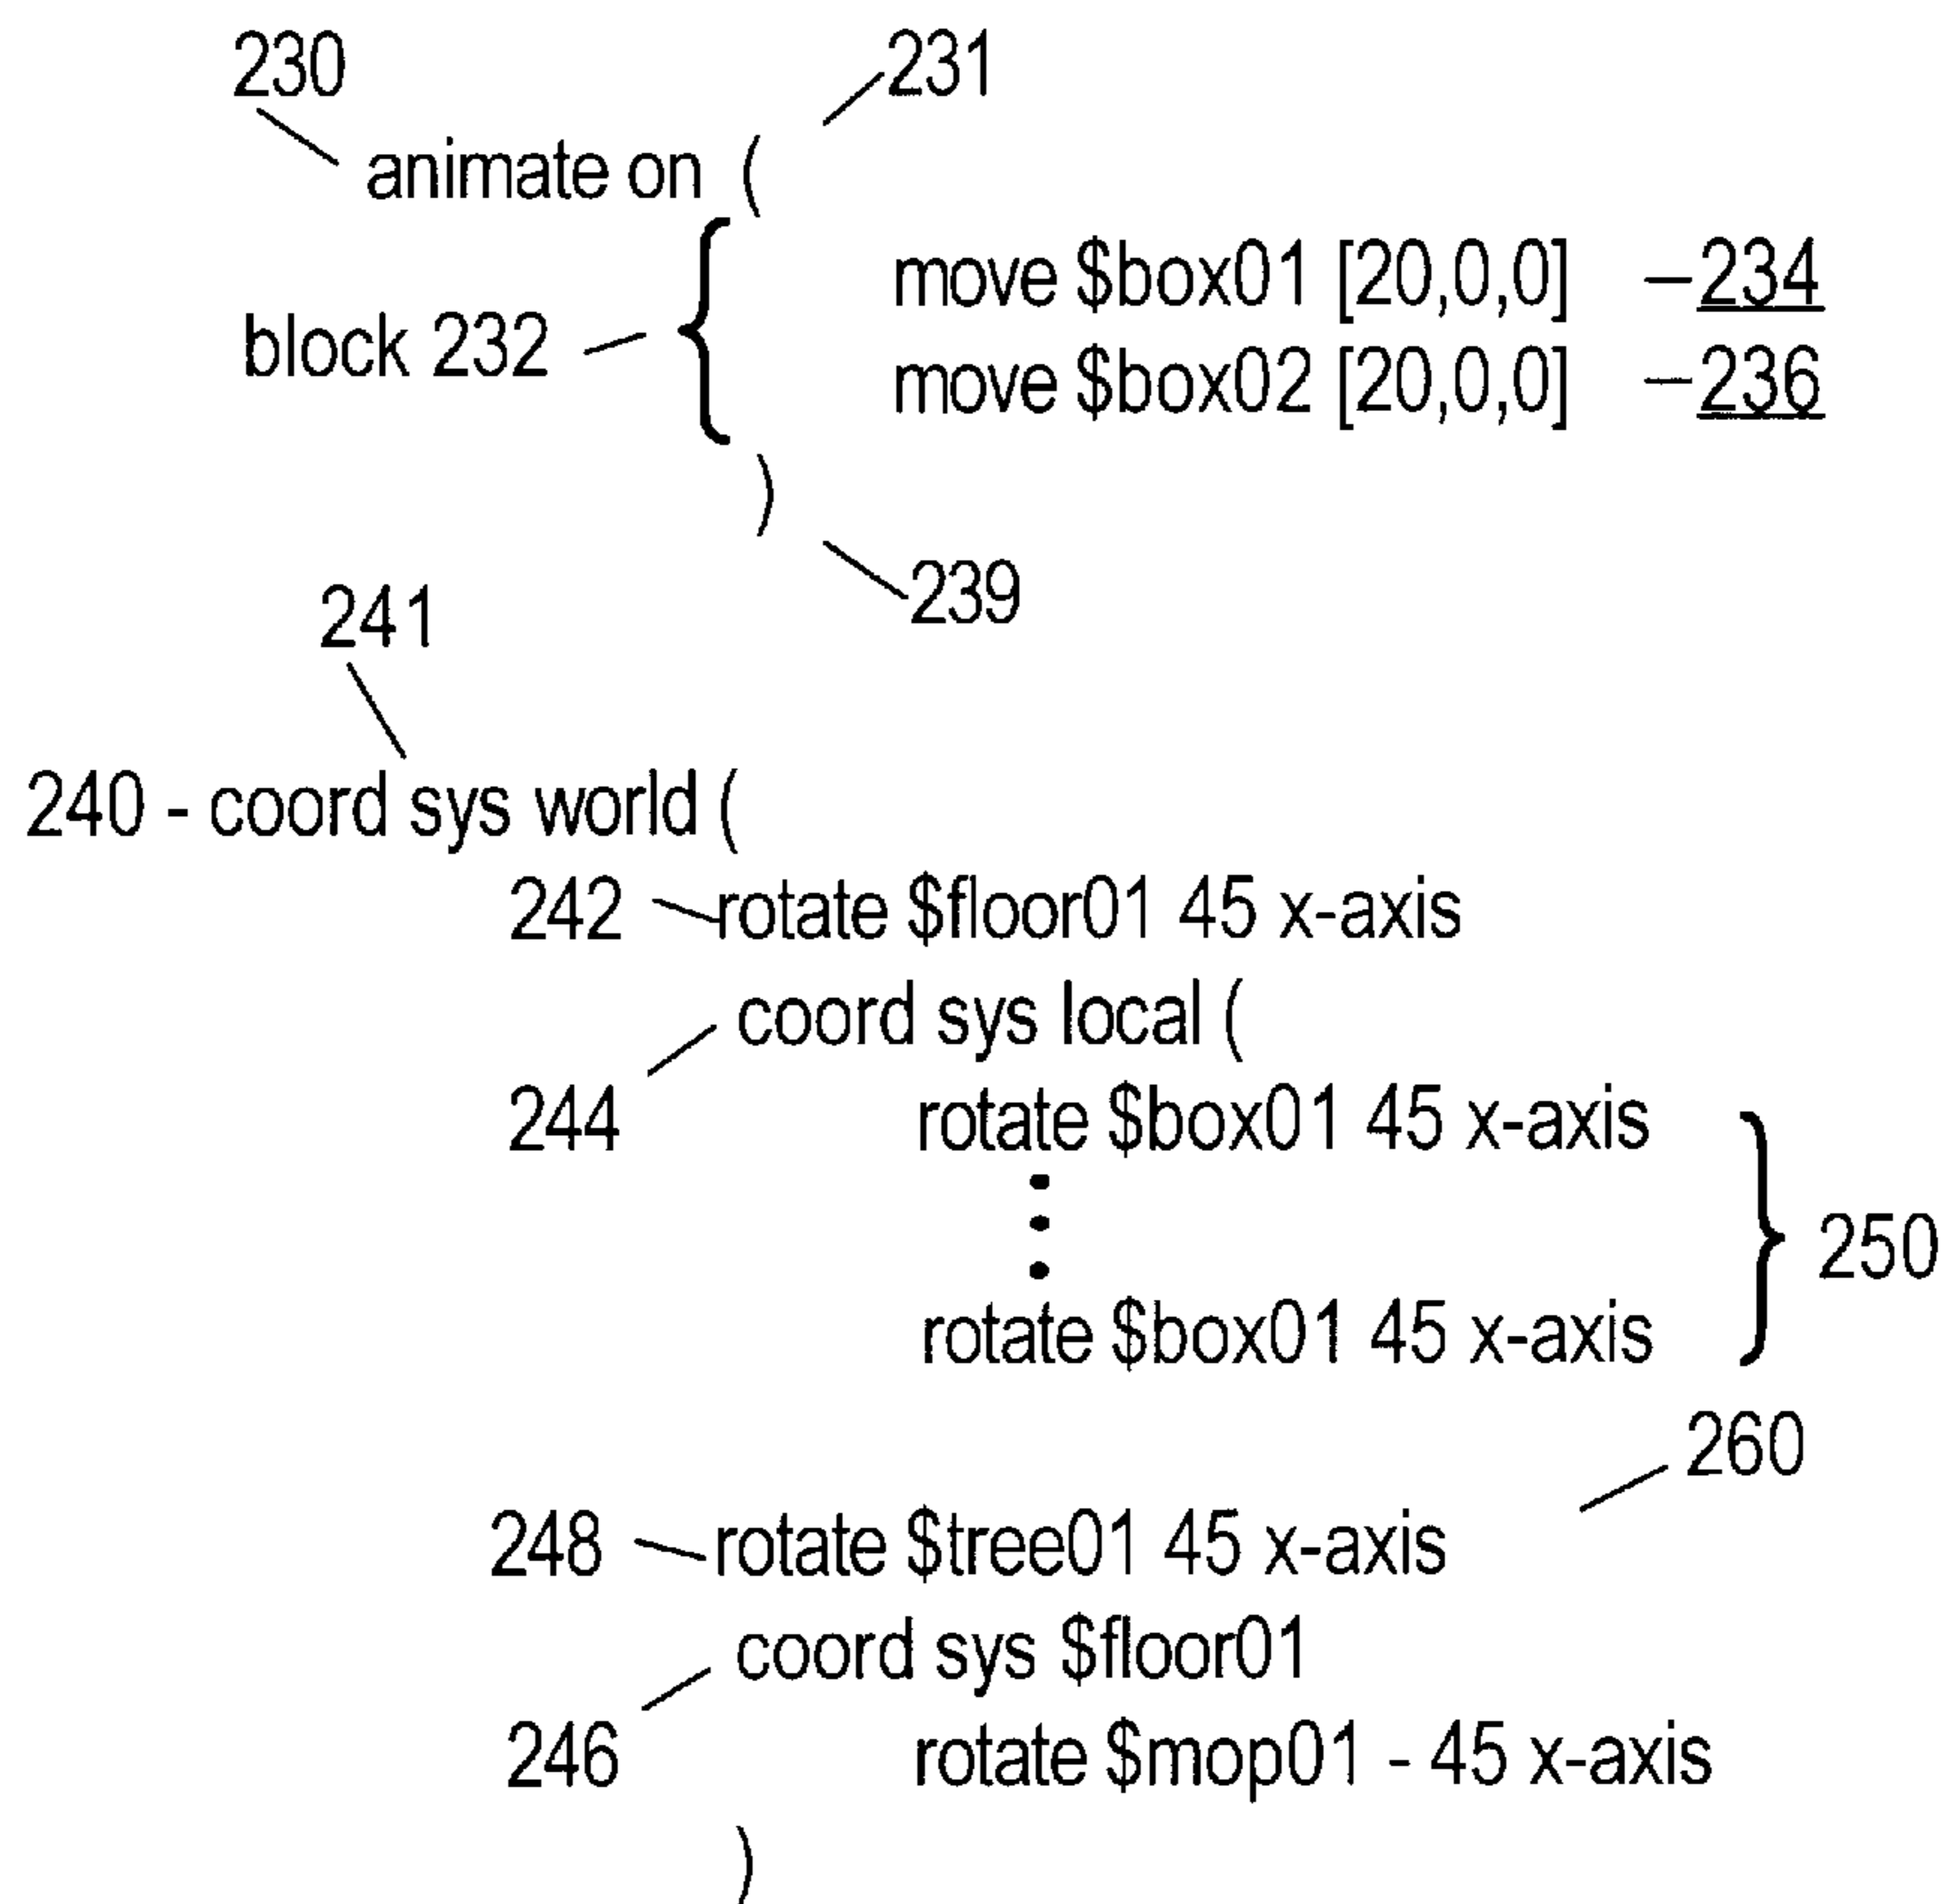 230
231
animate on (
move $box01 [20,0,0] – 234
block 232 {
move $box02 [20,0,0] – 236
)
239
241
240 - coord sys world (
242 rotate $floor01 45 x-axis
coord sys local (
244 rotate $box01 45 x-axis
} 250
rotate $box01 45 x-axis
260
248 rotate $tree01 45 x-axis
coord sys $floor01
246 rotate $mop01 - 45 x-axis
)